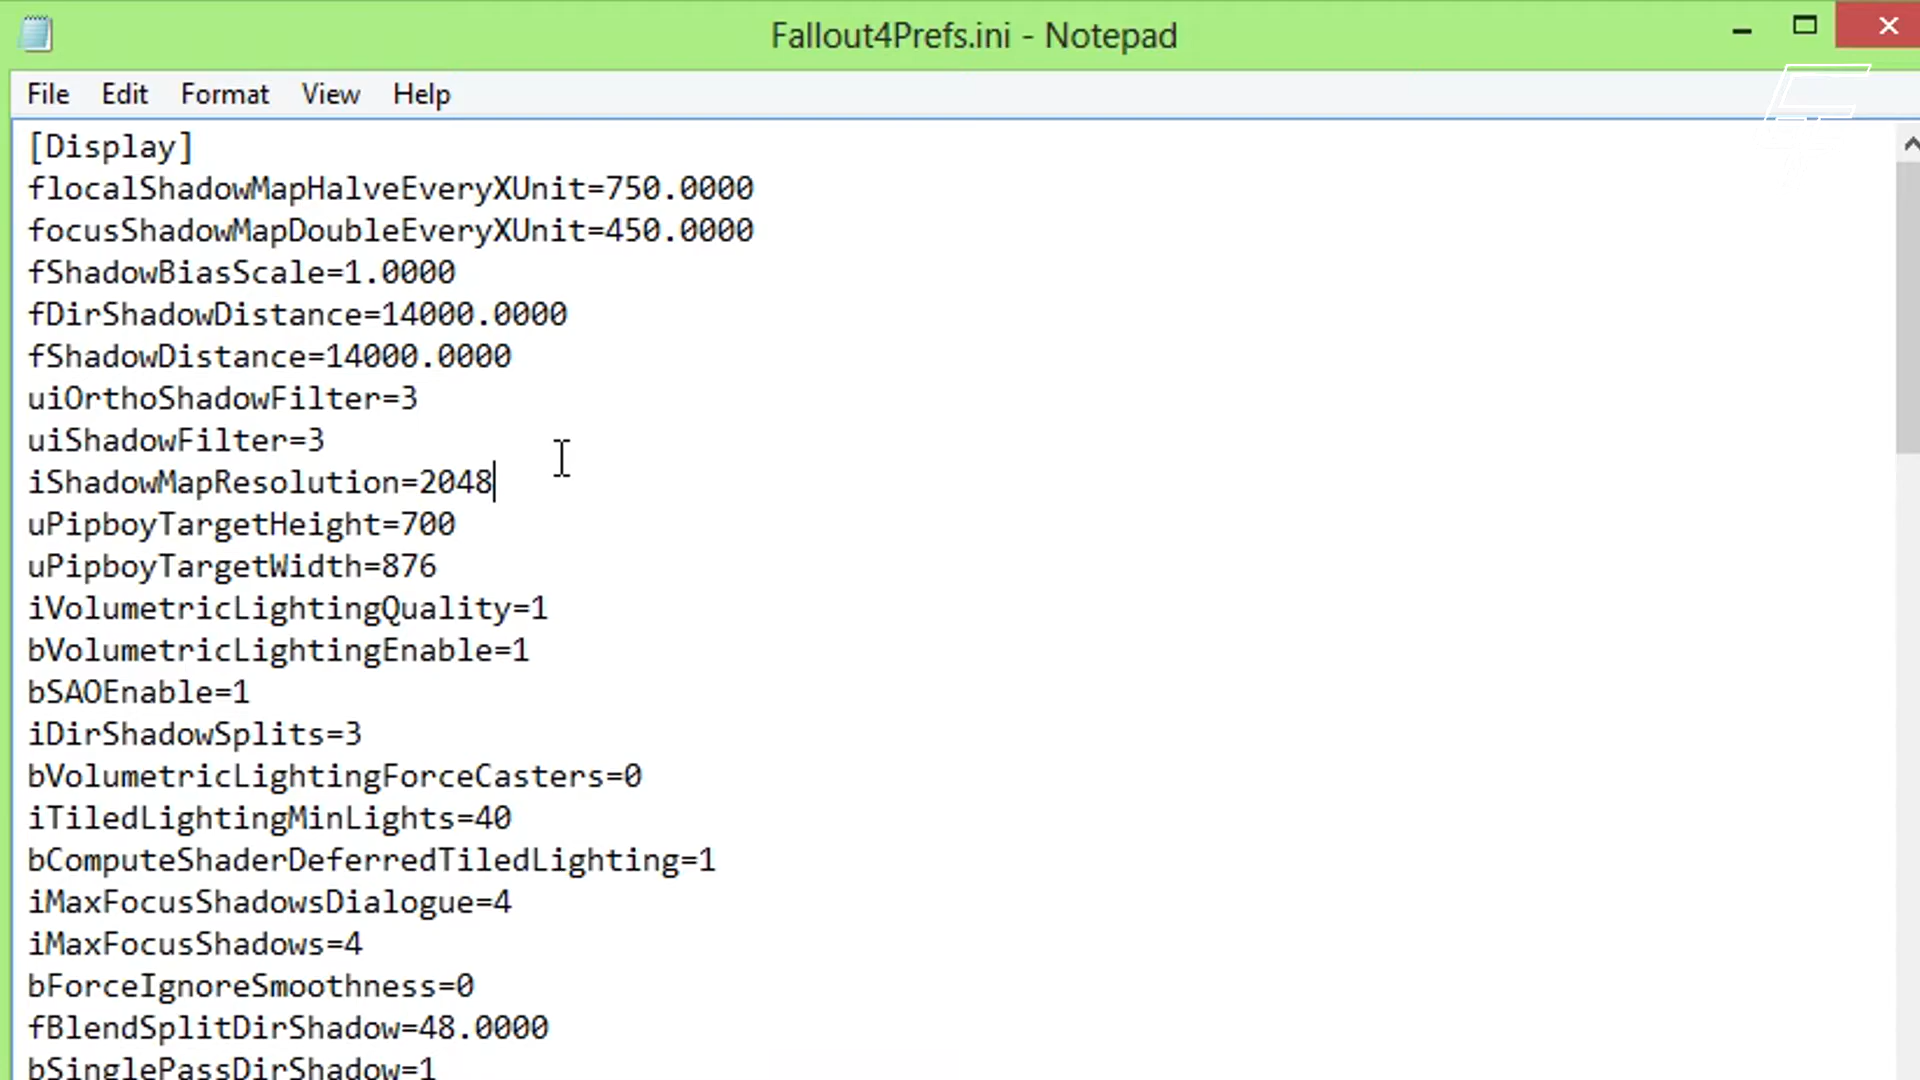 Fallout4Prefs.ini - Notepad
File Edit Format View Help
[Display]
flocalShadowMapHalveEveryXUnit=750.0000
focusShadowMapDoubleEveryXUnit=450.0000
fShadowBiasScale=1.0000
fDirShadowDistance=14000.0000
fShadowDistance=14000.0000
uiOrthoShadowFilter=3
uiShadowFilter=3
iShadowMapResolution=2048
uPipboyTargetHeight=700
uPipboyTargetWidth=876
iVolumetricLightingQuality=1
bVolumetricLightingEnable=1
bSAOEnable=1
iDirShadowSplits=3
bVolumetricLightingForceCasters=0
iTiledLightingMinLights=40
bComputeShaderDeferredTiledLighting=1
iMaxFocusShadowsDialogue=4
iMaxFocusShadows=4
bForceIgnoreSmoothness=0
fBlendSplitDirShadow=48.0000
bSinglePassDirShadow=1